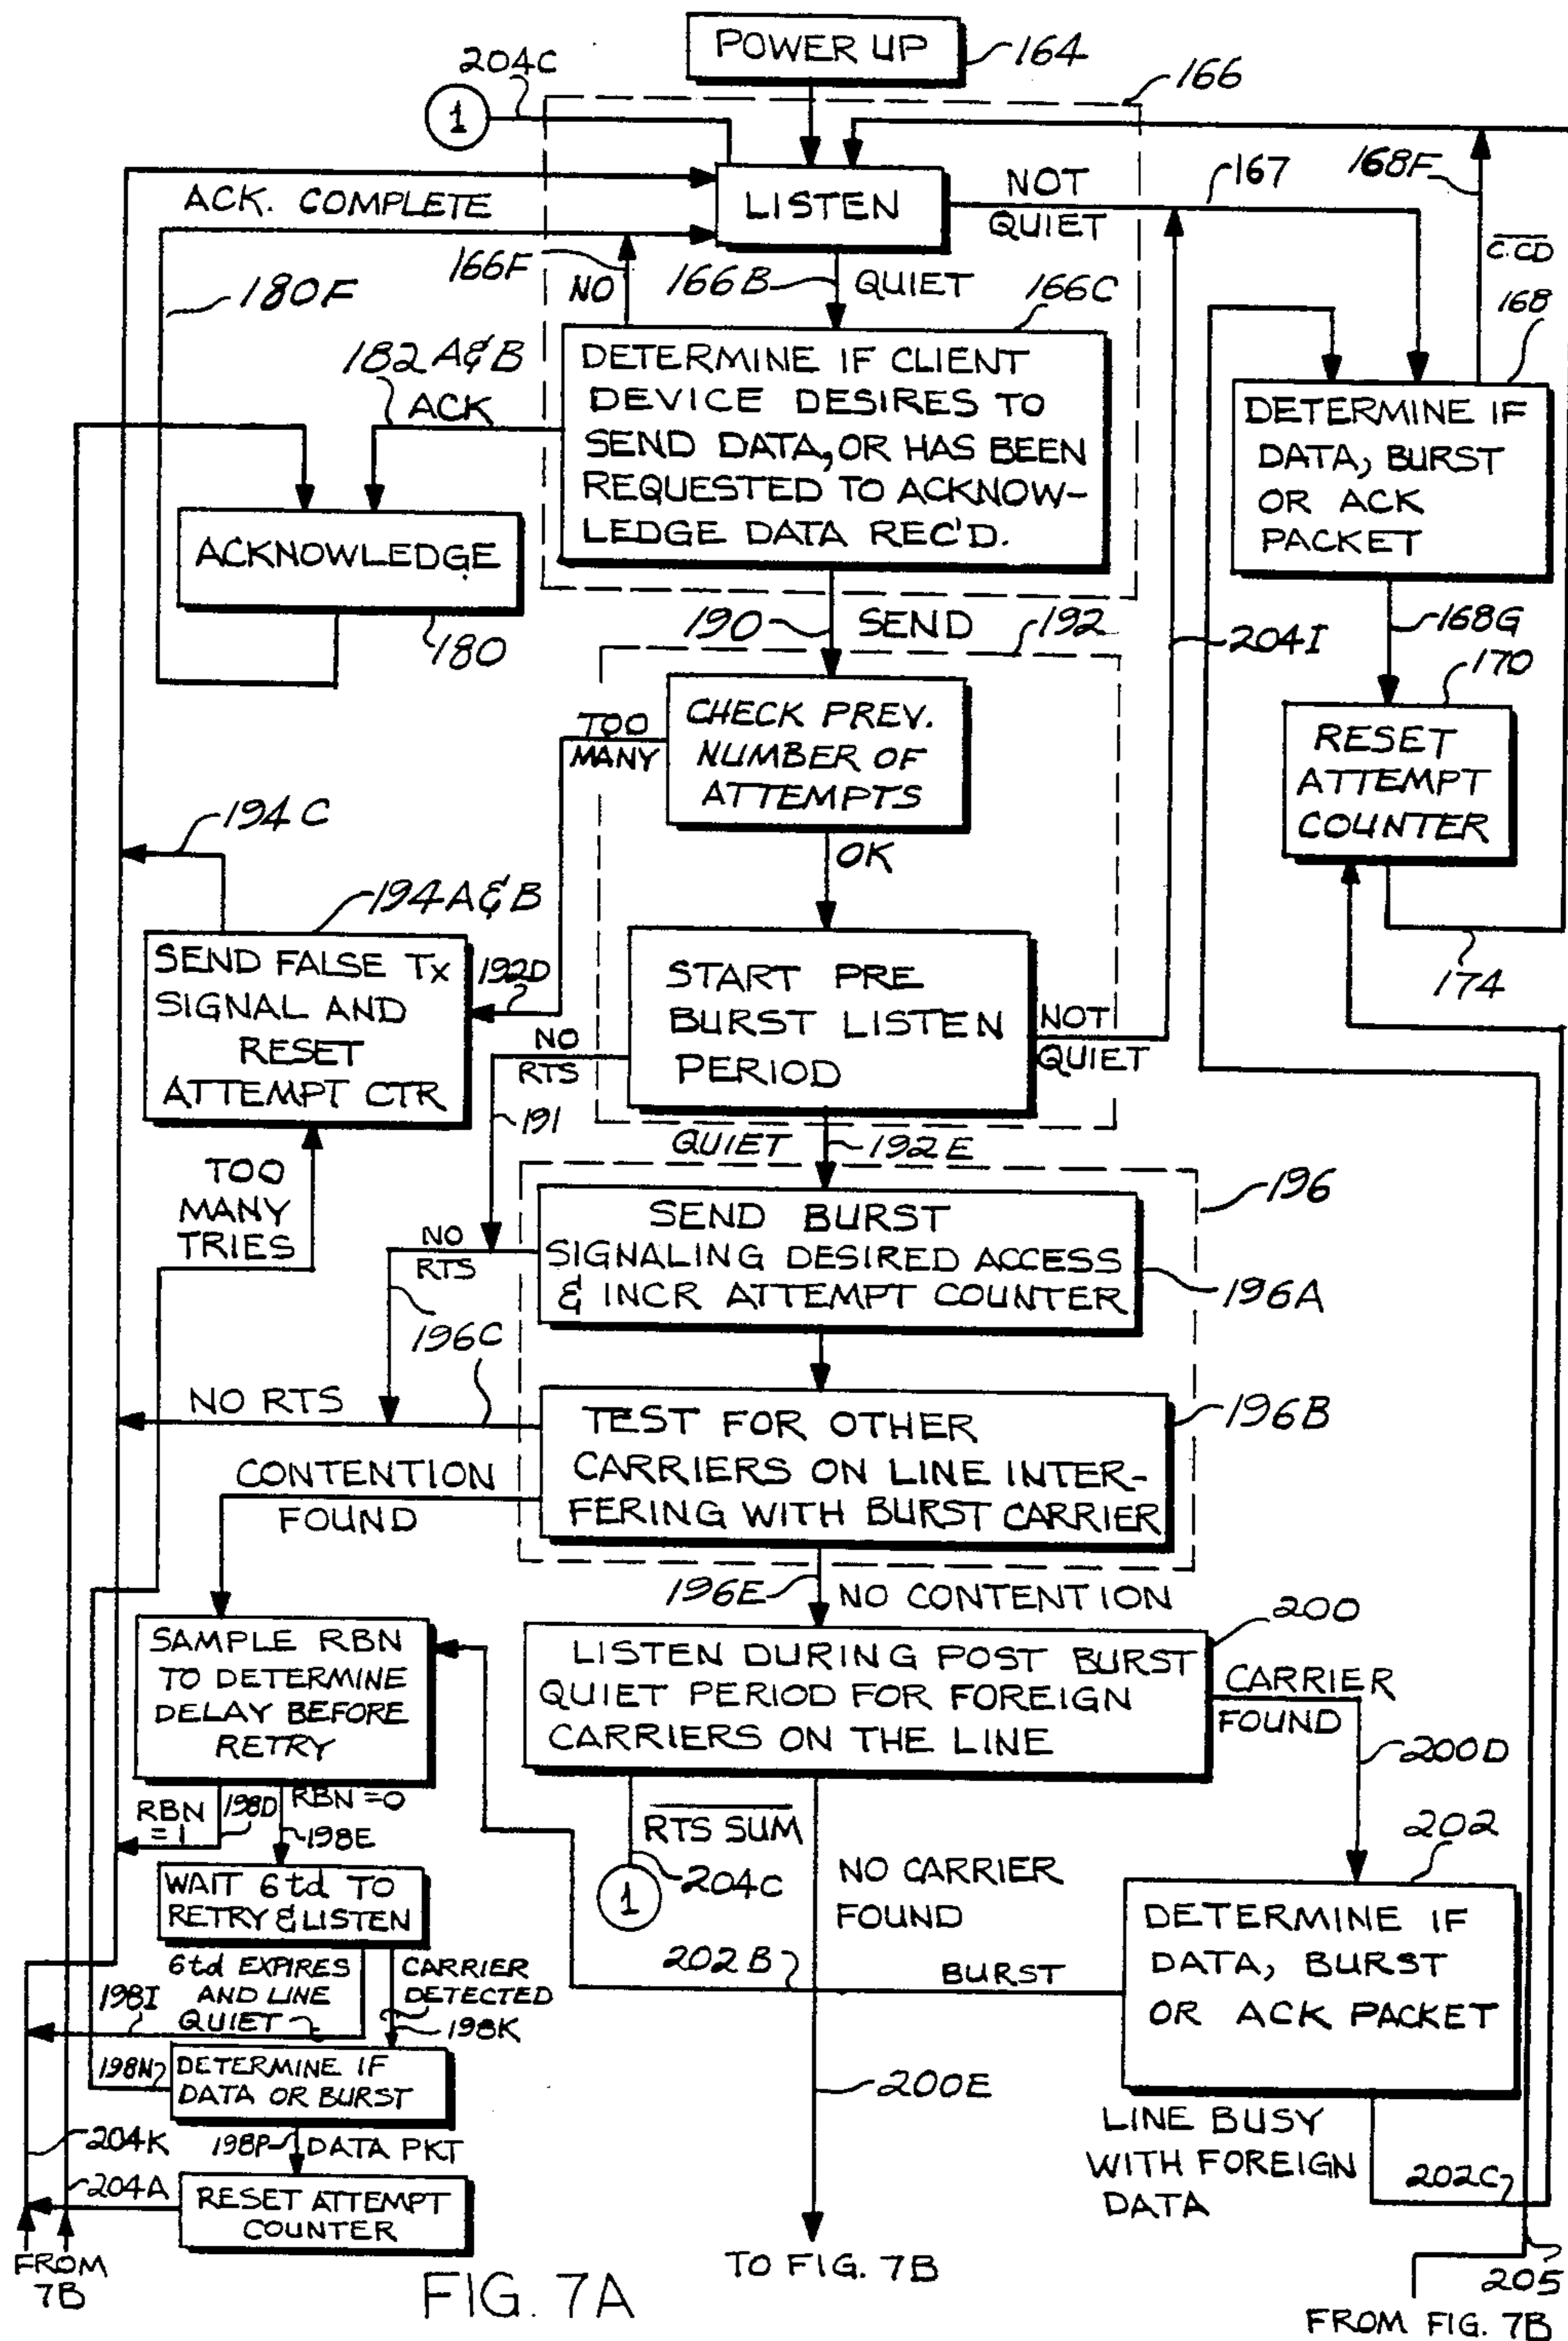 POWER UP
164
204C
166
1
LISTEN
NOT
QUIET
167
168F
C.CD
168
ACK. COMPLETE
166F
NO
166B
QUIET
166C
180F
182 A&B
ACK
DETERMINE IF CLIENT
DEVICE DESIRES TO
SEND DATA, OR HAS BEEN
REQUESTED TO ACKNOW-
LEDGE DATA REC'D.
DETERMINE IF
DATA, BURST
OR ACK
PACKET
ACKNOWLEDGE
180
190
SEND
192
204I
168G
170
TOO
MANY
CHECK PREV.
NUMBER OF
ATTEMPTS
RESET
ATTEMPT
COUNTER
194C
OK
194A&B
SEND FALSE Tx
SIGNAL AND
RESET
ATTEMPT CTR
192D
START PRE
BURST LISTEN
PERIOD
NOT
QUIET
174
NO
RTS
191
QUIET
192E
TOO
MANY
TRIES
196
NO
RTS
SEND BURST
SIGNALING DESIRED ACCESS
& INCR ATTEMPT COUNTER
196A
196C
NO RTS
TEST FOR OTHER
CARRIERS ON LINE INTER-
FERING WITH BURST CARRIER
196B
CONTENTION
FOUND
196E
NO CONTENTION
200
SAMPLE RBN
TO DETERMINE
DELAY BEFORE
RETRY
LISTEN DURING POST BURST
QUIET PERIOD FOR FOREIGN
CARRIERS ON THE LINE
CARRIER
FOUND
200D
RBN
=1
198D
RBN=0
198E
RTS SUM
204C
1
NO CARRIER
FOUND
202
WAIT 6td TO
RETRY & LISTEN
DETERMINE IF
DATA, BURST
OR ACK PACKET
202B
BURST
6td EXPIRES
AND LINE
QUIET
198I
CARRIER
DETECTED
198K
198N
DETERMINE IF
DATA OR BURST
200E
204K
198P
DATA PKT
LINE BUSY
WITH FOREIGN
DATA
202C
204A
RESET ATTEMPT
COUNTER
FROM
7B
FIG. 7A
TO FIG. 7B
205
FROM FIG. 7B